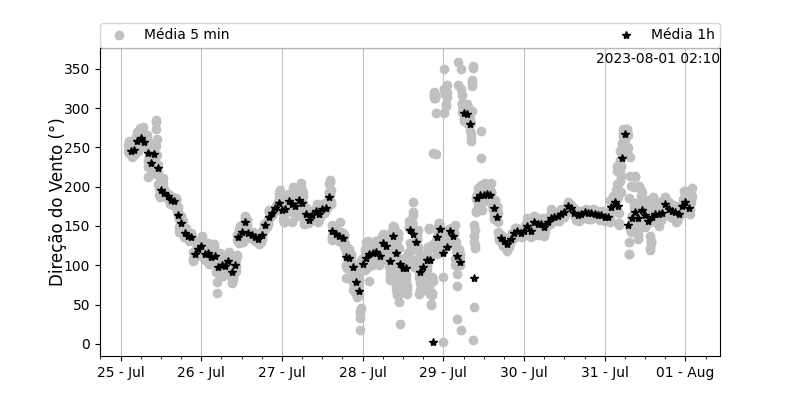 Média 5 min
Média 1h
2023-08-01 02:10
Direção do Vento (°)
350
300
250
200
150
100
50
0
25 - Jul
26 - Jul
27 - Jul
28 - Jul
29 - Jul
30 - Jul
31 - Jul
01 - Aug